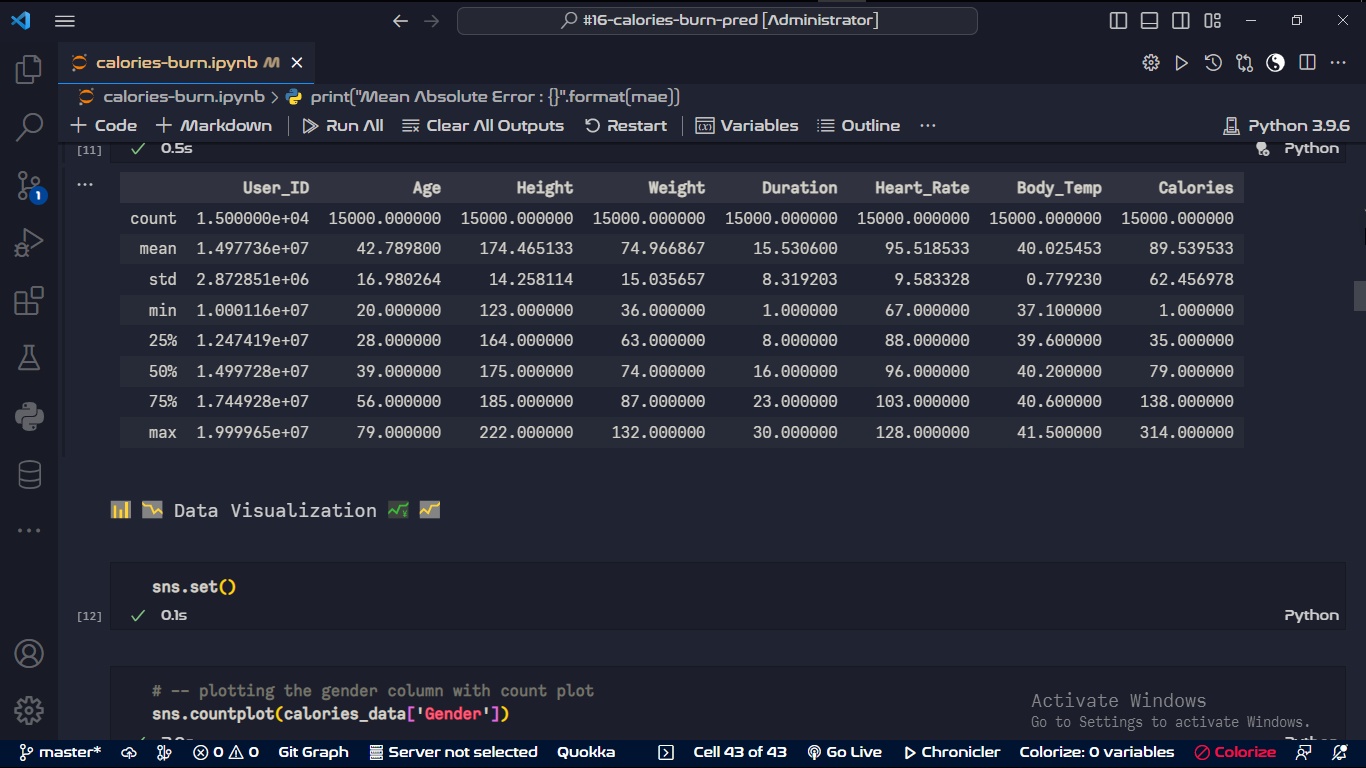 #16-calories-burn-pred [Administrator]
calories-burn.ipynb M
calories-burn.ipynb > print("Mean Absolute Error : {}".format(mae))
+ Code + Markdown Run All Clear All Outputs Restart Variables Outline ... Python 3.9.6
[11] ✓ 0.5s Python
... User_ID Age Height Weight Duration Heart_Rate Body_Temp Calories
count 1.500000e+04 15000.000000 15000.000000 15000.000000 15000.000000 15000.000000 15000.000000 15000.000000
mean 1.497736e+07 42.789800 174.465133 74.966867 15.530600 95.518533 40.025453 89.539533
std 2.872851e+06 16.980264 14.258114 15.035657 8.319203 9.583328 0.779230 62.456978
min 1.000116e+07 20.000000 123.000000 36.000000 1.000000 67.000000 37.100000 1.000000
25% 1.247419e+07 28.000000 164.000000 63.000000 8.000000 88.000000 39.600000 35.000000
50% 1.499728e+07 39.000000 175.000000 74.000000 16.000000 96.000000 40.200000 79.000000
75% 1.744928e+07 56.000000 185.000000 87.000000 23.000000 103.000000 40.600000 138.000000
max 1.999965e+07 79.000000 222.000000 132.000000 30.000000 128.000000 41.500000 314.000000
Data Visualization
sns.set()
[12] ✓ 0.1s Python
# -- plotting the gender column with count plot
sns.countplot(calories_data['Gender'])
Activate Windows
Go to Settings to activate Windows.
1
master* 0 0 Git Graph Server not selected Quokka Cell 43 of 43 Go Live Chronicler Colorize: 0 variables Colorize